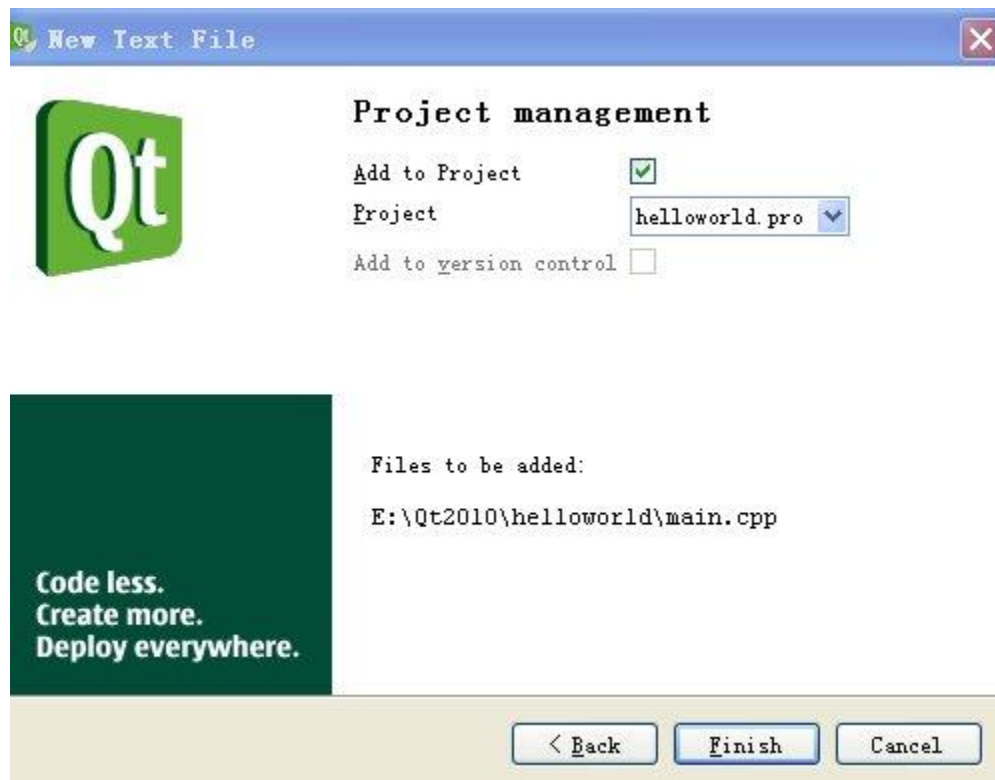 New Text File
Qt
Project management
Add to Project
Project helloworld.pro
Add to version control
Files to be added:
E:\Qt2010\helloworld\main.cpp
Code less.
Create more.
Deploy everywhere.
< Back Finish Cancel